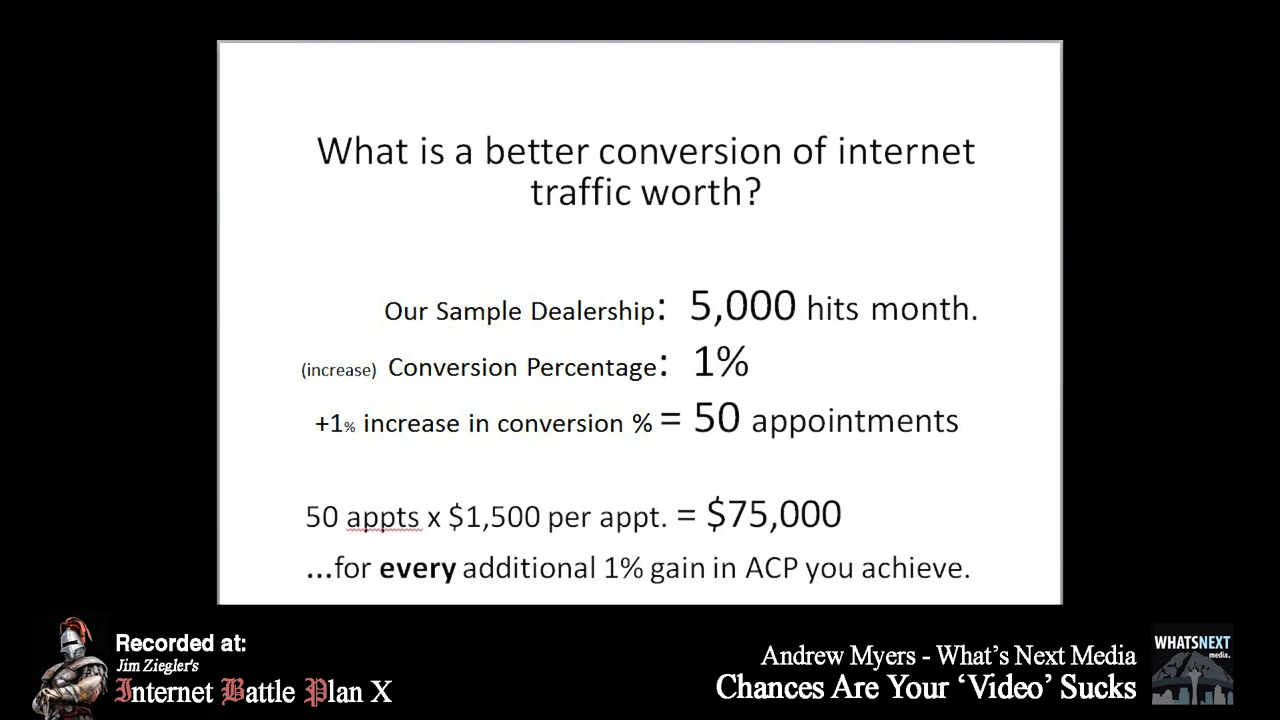 What is a better conversion of internet
traffic worth?
Our Sample Dealership: 5,000 hits month.
(increase) Conversion Percentage: 1%
+1% increase in conversion % = 50 appointments
50 appts x $1,500 per appt. = $75,000
...for every additional 1% gain in ACP you achieve.
Recorded at:
Jim Ziegler's
Internet Battle Plan X
Andrew Myers - What's Next Media
Chances Are Your ‘Video’ Sucks
WHATSNEXT
media.